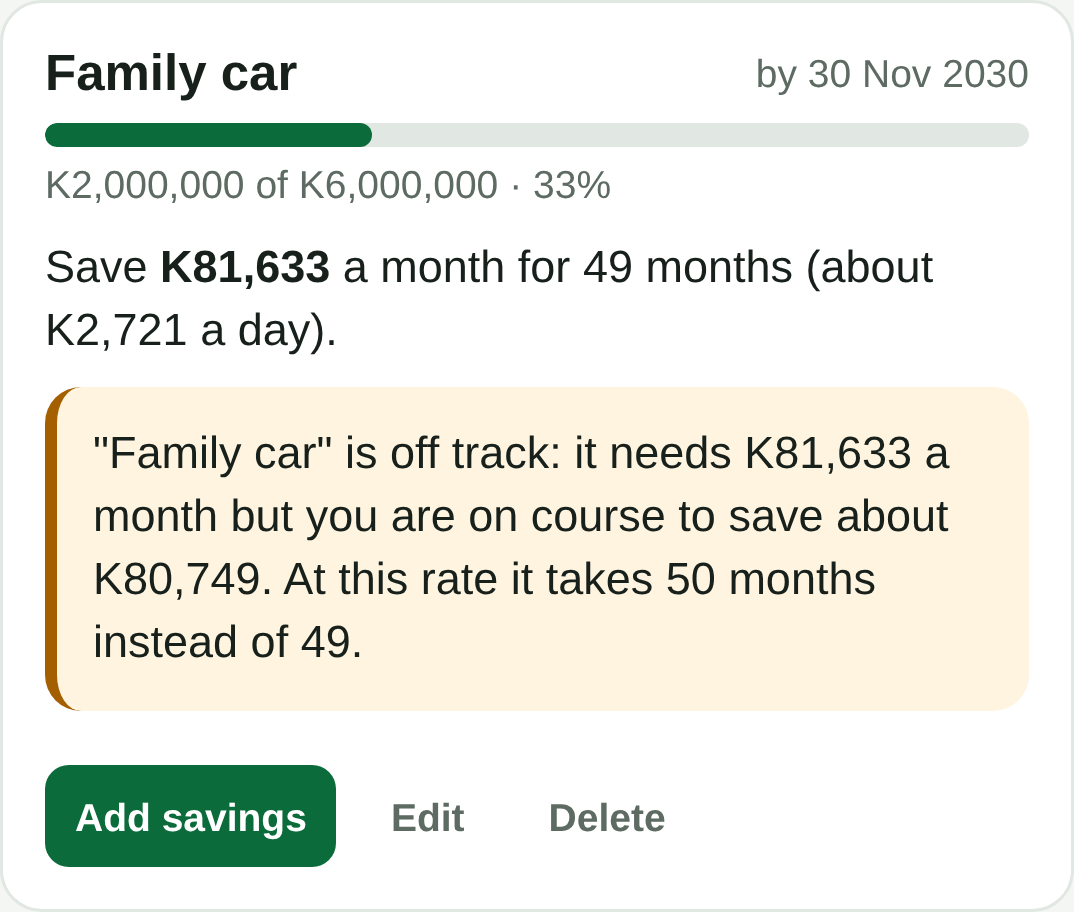 Family car
by 30 Nov 2030
K2,000,000 of K6,000,000 · 33%
Save K81,633 a month for 49 months (about
K2,721 a day).
"Family car" is off track: it needs K81,633 a
month but you are on course to save about
K80,749. At this rate it takes 50 months
instead of 49.
Add savings
Edit
Delete